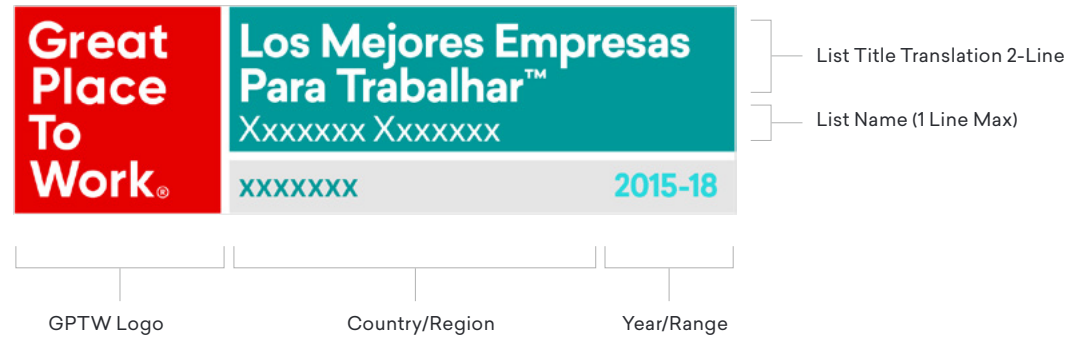 Great
Place
To
Work®
Los Mejores Empresas
Para Trabalhar™
Xxxxxxx Xxxxxxx
xxxxxxx 2015-18
List Title Translation 2-Line
List Name (1 Line Max)
GPTW Logo
Country/Region
Year/Range